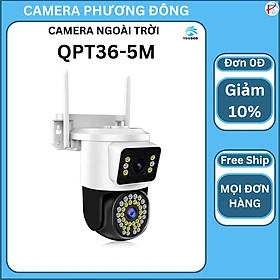 CAMERA PHƯƠNG ĐÔNG
CAMERA NGOÀI TRỜI
QPT36-5M
Đơn 0Đ
Giảm
10%
Free Ship
MỌI ĐƠN
HÀNG